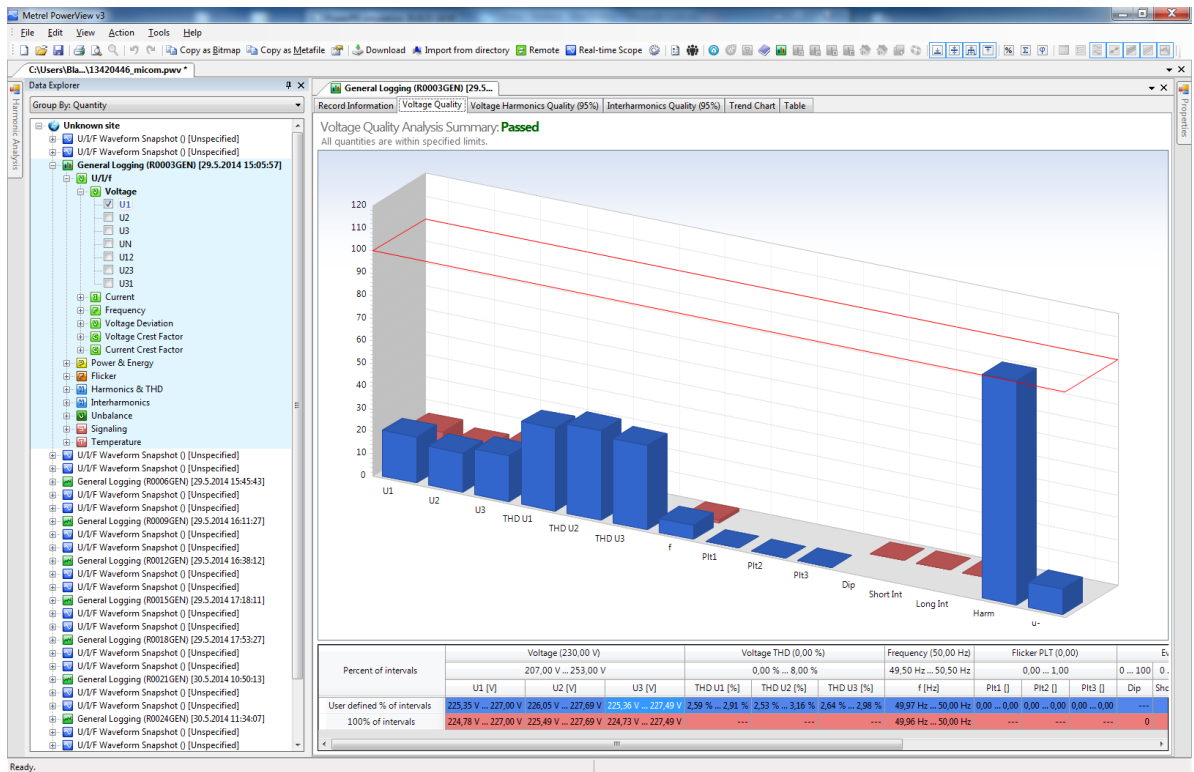 Metrel PowerView v3
File Edit View Action Tools Help
Copy as Bitmap Copy as Metafile Download Import from directory Remote Real-time Scope
C:\Users\Bla...\13420446_micom.pwv *
Harmonic Analysis
Data Explorer
Group By: Quantity
Unknown site
U/I/F Waveform Snapshot () [Unspecified]
U/I/F Waveform Snapshot () [Unspecified]
General Logging (R0003GEN) [29.5.2014 15:05:57]
U/I/f
Voltage
U1
U2
U3
UN
U12
U23
U31
Current
Frequency
Voltage Deviation
Voltage Crest Factor
Current Crest Factor
Power & Energy
Flicker
Harmonics & THD
Interharmonics
Unbalance
Signaling
Temperature
U/I/F Waveform Snapshot () [Unspecified]
U/I/F Waveform Snapshot () [Unspecified]
General Logging (R0006GEN) [29.5.2014 15:45:43]
U/I/F Waveform Snapshot () [Unspecified]
U/I/F Waveform Snapshot () [Unspecified]
General Logging (R0009GEN) [29.5.2014 16:11:27]
U/I/F Waveform Snapshot () [Unspecified]
U/I/F Waveform Snapshot () [Unspecified]
General Logging (R0012GEN) [29.5.2014 16:38:12]
U/I/F Waveform Snapshot () [Unspecified]
U/I/F Waveform Snapshot () [Unspecified]
General Logging (R0015GEN) [29.5.2014 17:18:11]
U/I/F Waveform Snapshot () [Unspecified]
U/I/F Waveform Snapshot () [Unspecified]
General Logging (R0018GEN) [29.5.2014 17:53:27]
U/I/F Waveform Snapshot () [Unspecified]
U/I/F Waveform Snapshot () [Unspecified]
General Logging (R0021GEN) [30.5.2014 10:50:13]
U/I/F Waveform Snapshot () [Unspecified]
U/I/F Waveform Snapshot () [Unspecified]
General Logging (R0024GEN) [30.5.2014 11:34:07]
U/I/F Waveform Snapshot () [Unspecified]
U/I/F Waveform Snapshot () [Unspecified]
General Logging (R0003GEN) [29.5...
Record Information Voltage Quality Voltage Harmonics Quality (95%) Interharmonics Quality (95%) Trend Chart Table
Properties
Voltage Quality Analysis Summary: Passed
All quantities are within specified limits.
120
110
100
90
80
70
60
50
40
30
20
10
0
U1 U2 U3 THD U1 THD U2 THD U3 f Plt1 Plt2 Plt3 Dip Short Int Long Int Harm u-
Percent of intervals Voltage (230,00 V) Voltage THD (0,00 %) Frequency (50,00 Hz) Flicker PLT (0,00) Ev
207,00 V ... 253,00 V 0,00 % ... 8,00 % 49,50 Hz ... 50,50 Hz 0,00 ... 1,00 0 ... 100 0 .
U1 [V] U2 [V] U3 [V] THD U1 [%] THD U2 [%] THD U3 [%] f [Hz] Plt1 [] Plt2 [] Plt3 [] Dip Shc
User defined % of intervals 225,35 V ... 227,00 V 226,05 V ... 227,69 V 225,36 V ... 227,49 V 2,59 % ... 2,91 % 2,53 % ... 3,16 % 2,64 % ... 2,98 % 49,97 Hz ... 50,00 Hz 0,00 ... 0,00 0,00 ... 0,00 0,00 ... 0,00 ---
100% of intervals 224,78 V ... 227,00 V 225,49 V ... 227,69 V 224,73 V ... 227,49 V --- --- --- 49,96 Hz ... 50,00 Hz --- --- --- 0
Ready.